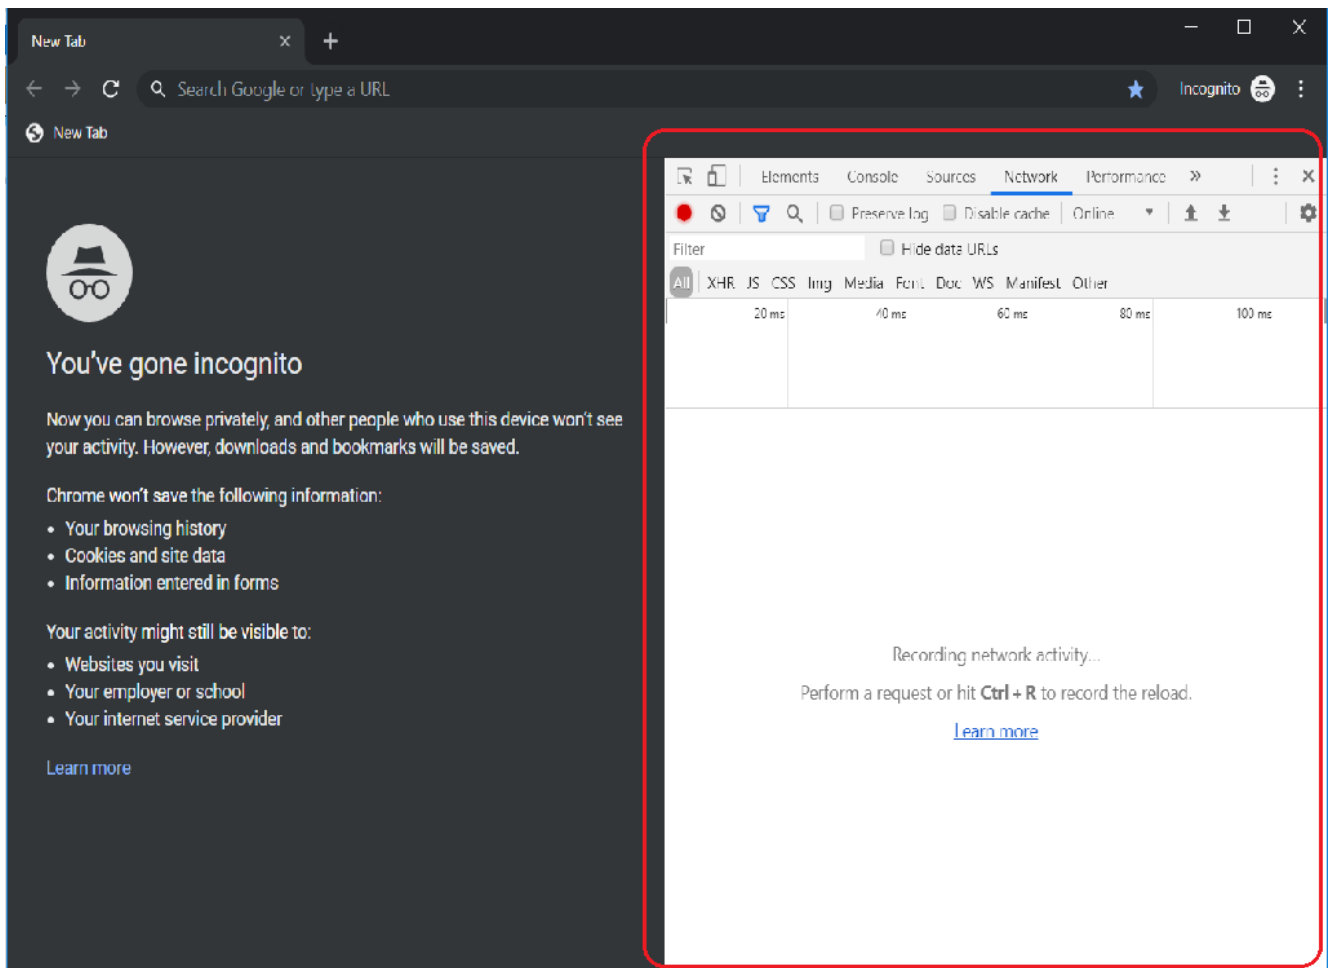 New Tab
Search Google or type a URL
Incognito
New Tab
You've gone incognito
Now you can browse privately, and other people who use this device won't see
your activity. However, downloads and bookmarks will be saved.
Chrome won't save the following information:
• Your browsing history
• Cookies and site data
• Information entered in forms
Your activity might still be visible to:
• Websites you visit
• Your employer or school
• Your internet service provider
Learn more
Elements Console Sources Network Performance »
Preserve log Disable cache Online
Filter Hide data URLs
All XHR JS CSS Img Media Font Doc WS Manifest Other
20 ms 40 ms 60 ms 80 ms 100 ms
Recording network activity...
Perform a request or hit Ctrl + R to record the reload.
Learn more